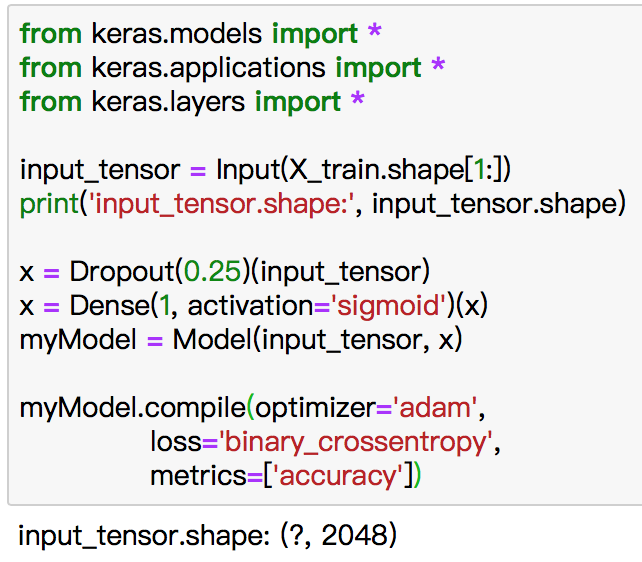 from keras.models import *
from keras.applications import *
from keras.layers import *

input_tensor = Input(X_train.shape[1:])
print('input_tensor.shape:', input_tensor.shape)

x = Dropout(0.25)(input_tensor)
x = Dense(1, activation='sigmoid')(x)
myModel = Model(input_tensor, x)

myModel.compile(optimizer='adam',
                loss='binary_crossentropy',
                metrics=['accuracy'])
input_tensor.shape: (?, 2048)